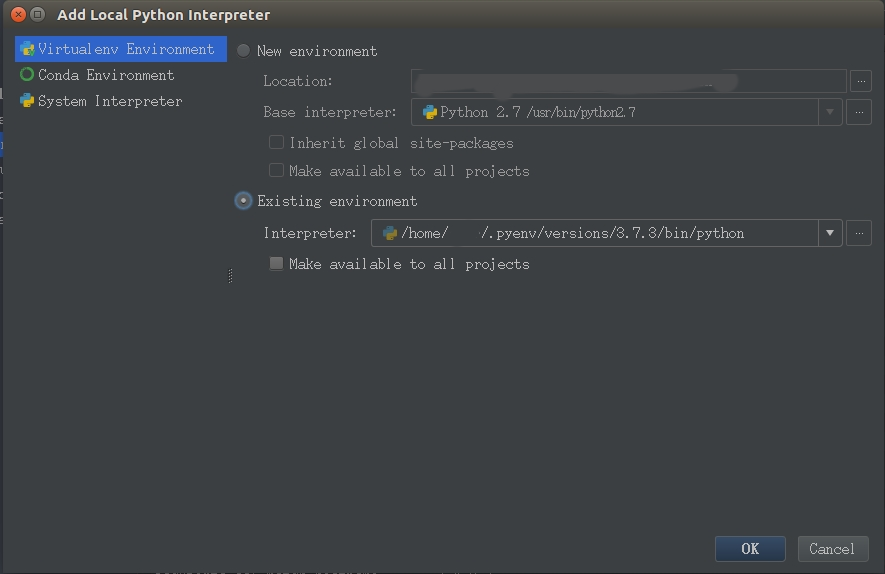 Add Local Python Interpreter
Virtualenv Environment
Conda Environment
System Interpreter
New environment
Location:
...
Base interpreter: Python 2.7 /usr/bin/python2.7
...
Inherit global site-packages
Make available to all projects
Existing environment
Interpreter: /home/ /.pyenv/versions/3.7.3/bin/python
...
Make available to all projects
OK Cancel